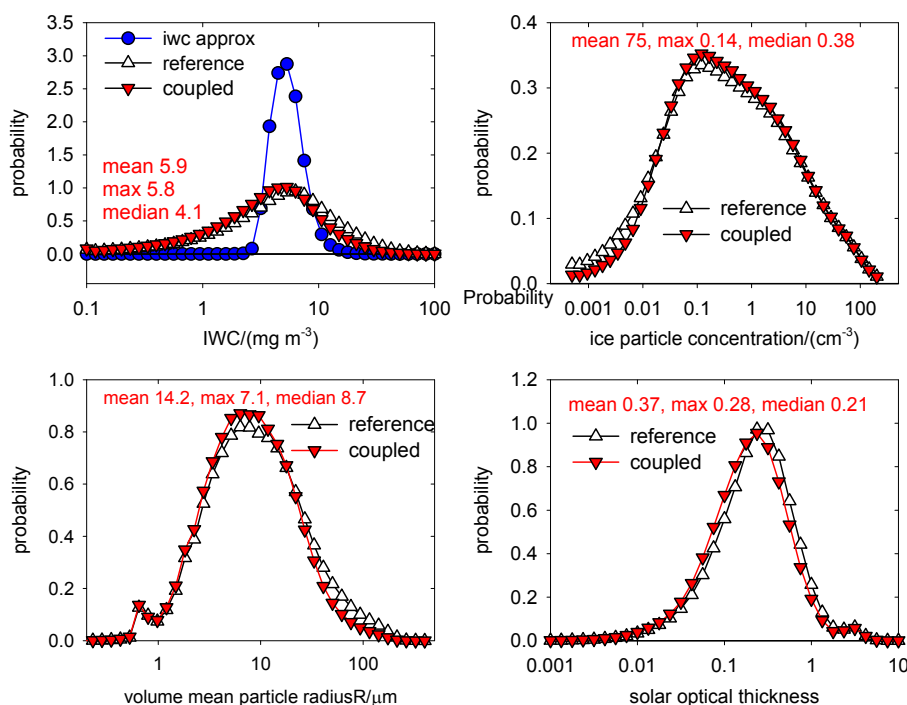 3.5
3.0
2.5
2.0
1.5
1.0
0.5
0.0
probability
iwc approx
reference
coupled
mean 5.9
max 5.8
median 4.1
0.1 1 10 100
IWC/(mg m-3)
0.4
0.3
0.2
0.1
0.0
probability
mean 75, max 0.14, median 0.38
reference
coupled
Probability
0.001 0.01 0.1 1 10 100
ice particle concentration/(cm-3)
1.0
0.8
0.6
0.4
0.2
0.0
probability
mean 14.2, max 7.1, median 8.7
reference
coupled
1 10 100
volume mean particle radiusR/µm
1.2
1.0
0.8
0.6
0.4
0.2
0.0
probability
mean 0.37, max 0.28, median 0.21
reference
coupled
0.001 0.01 0.1 1 10
solar optical thickness